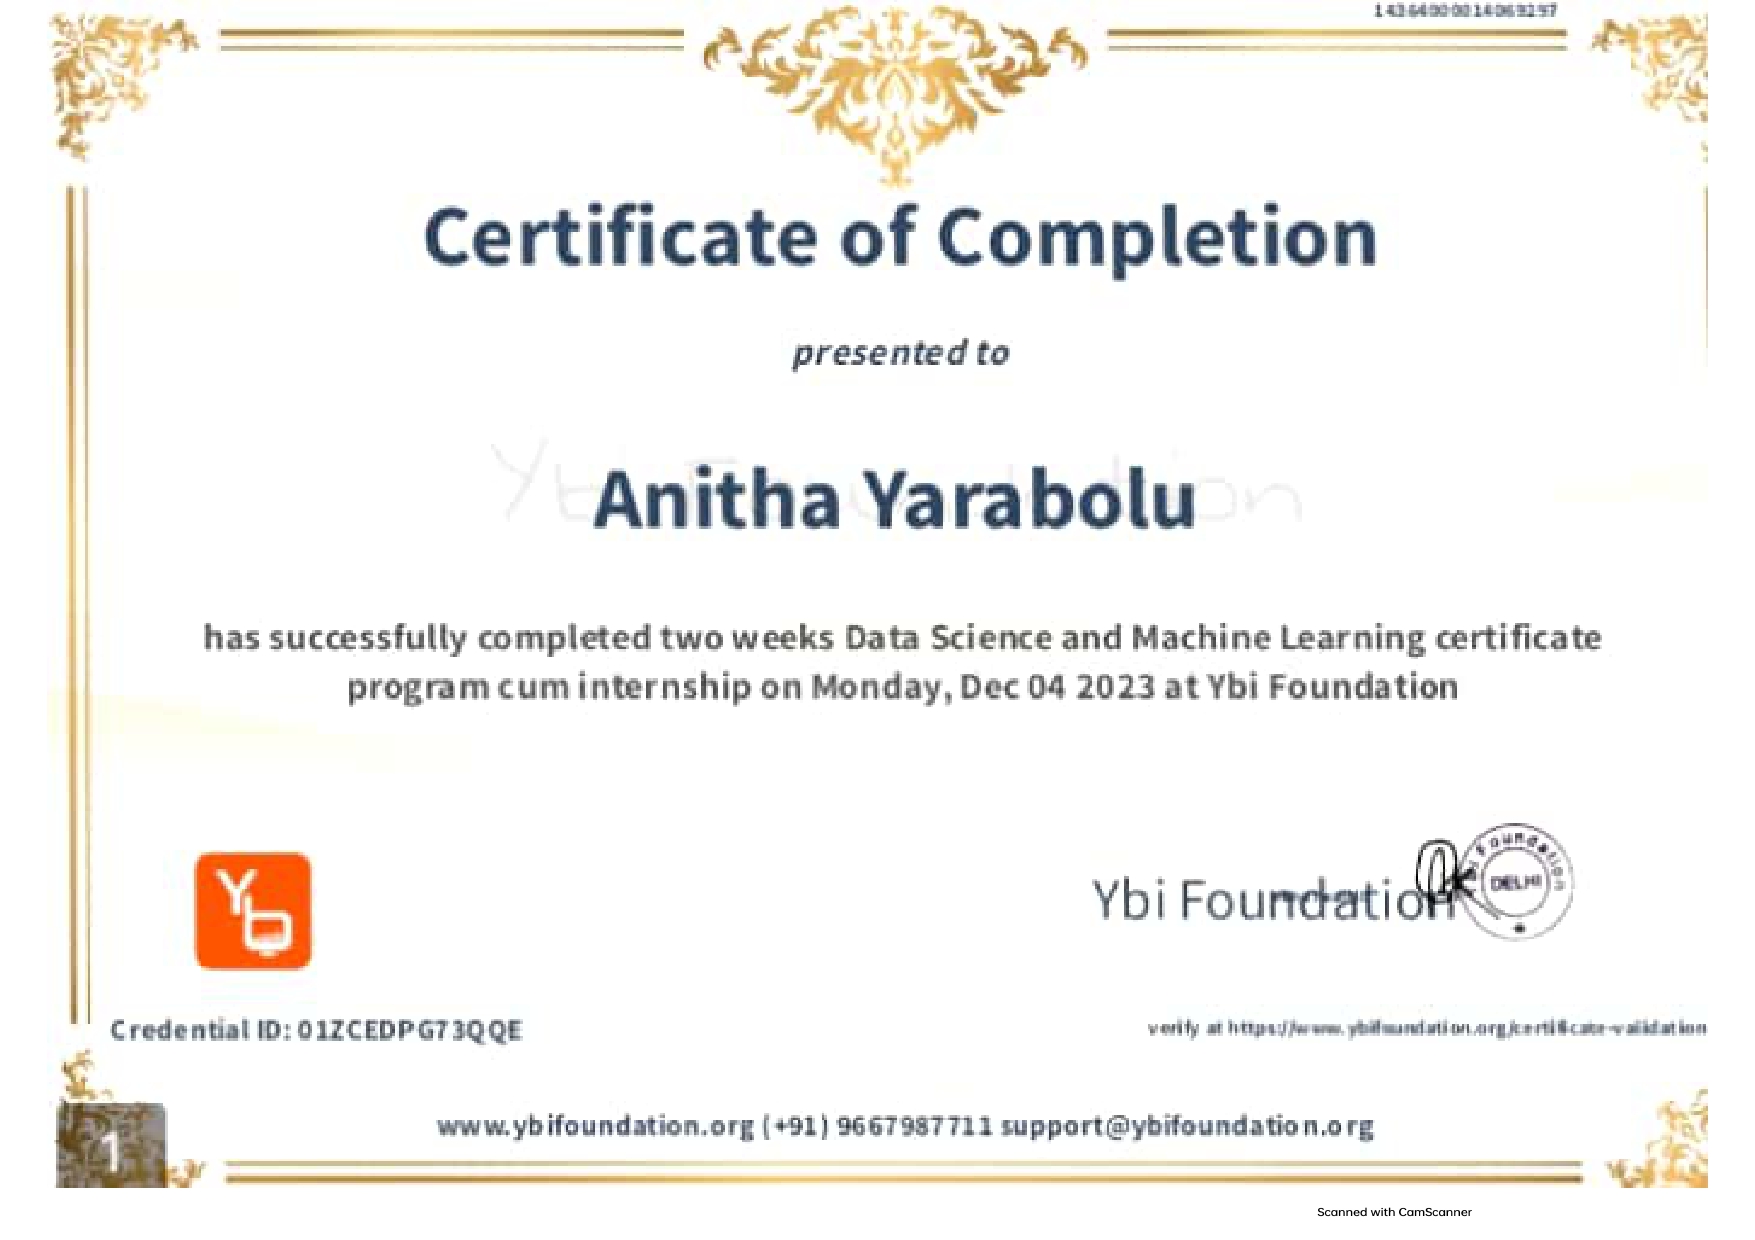 Certificate of Completion
presented to
Ybi Foundation
Anitha Yarabolu
has successfully completed two weeks Data Science and Machine Learning certificate
program cum internship on Monday, Dec 04 2023 at Ybi Foundation
Yb
Ybi Foundation
Ybi Foundation
DELHI
Credential ID: 01ZCEDPG73QQE
verify at https://www.ybifoundation.org/certificate-validation
www.ybifoundation.org (+91) 9667987711 support@ybifoundation.org
1
Scanned with CamScanner